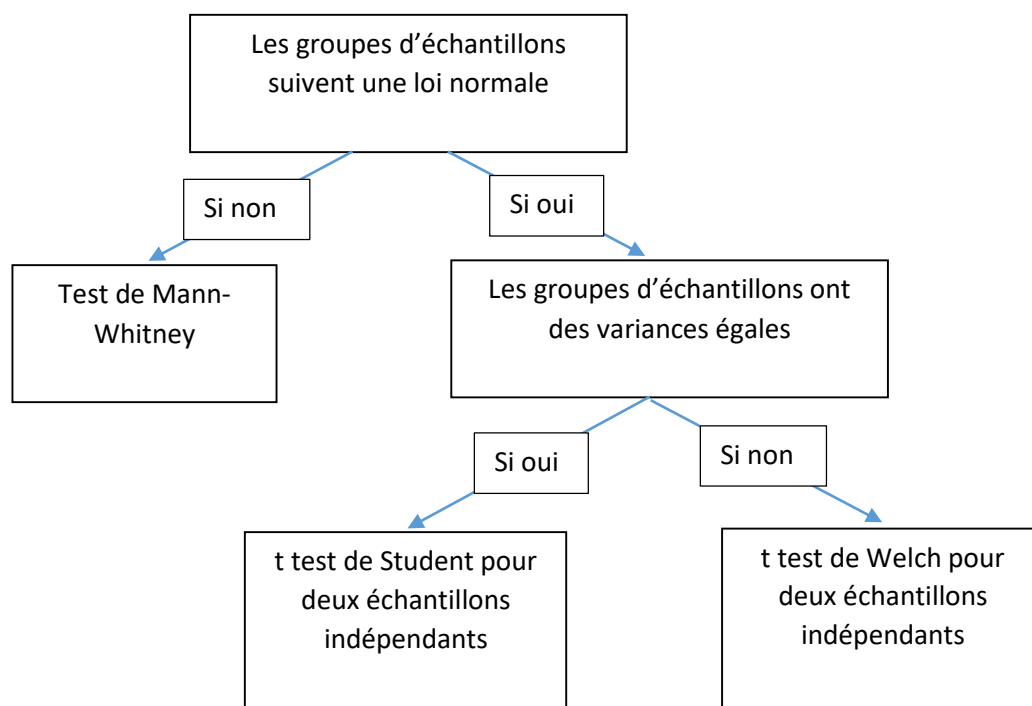 Les groupes d’échantillons
suivent une loi normale
Si non
Si oui
Test de Mann-
Whitney
Les groupes d’échantillons ont
des variances égales
Si oui
Si non
t test de Student pour
deux échantillons
indépendants
t test de Welch pour
deux échantillons
indépendants